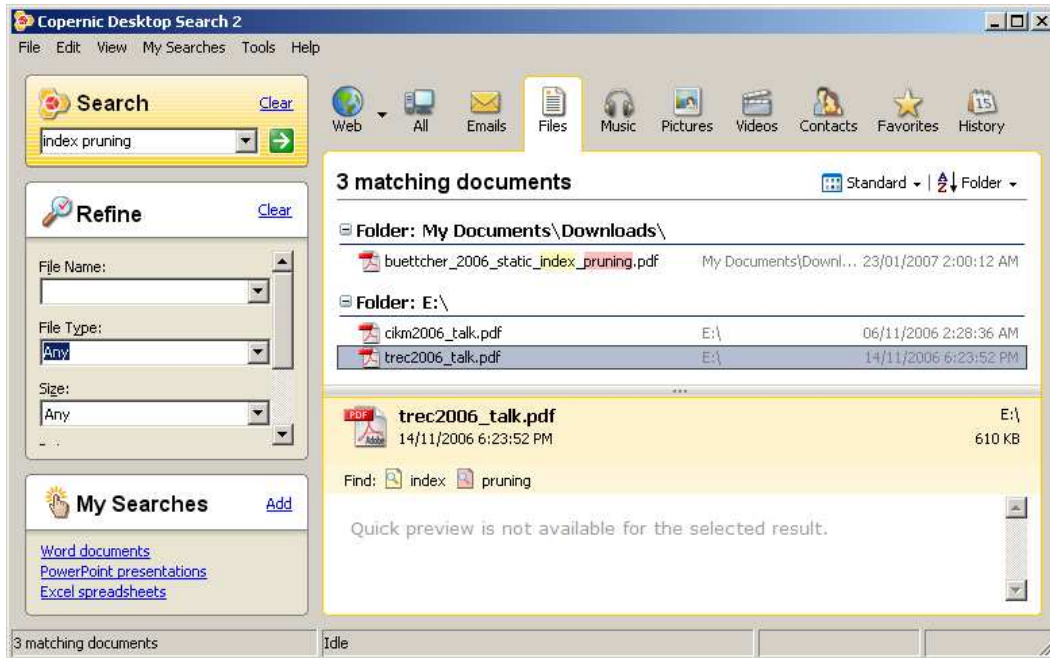 Copernic Desktop Search 2
File Edit View My Searches Tools Help
Search Clear
index pruning
Refine Clear
File Name:
File Type:
Any
Size:
Any
My Searches Add
Word documents
PowerPoint presentations
Excel spreadsheets
Web All Emails Files Music Pictures Videos Contacts Favorites History
15
3 matching documents Standard | A Z Folder
Folder: My Documents\Downloads\
buettcher_2006_static_index_pruning.pdf My Documents\Downl... 23/01/2007 2:00:12 AM
Folder: E:\
cikm2006_talk.pdf E:\ 06/11/2006 2:28:36 AM
trec2006_talk.pdf E:\ 14/11/2006 6:23:52 PM
PDF Adobe
trec2006_talk.pdf E:\
14/11/2006 6:23:52 PM 610 KB
Find: index pruning
Quick preview is not available for the selected result.
3 matching documents Idle